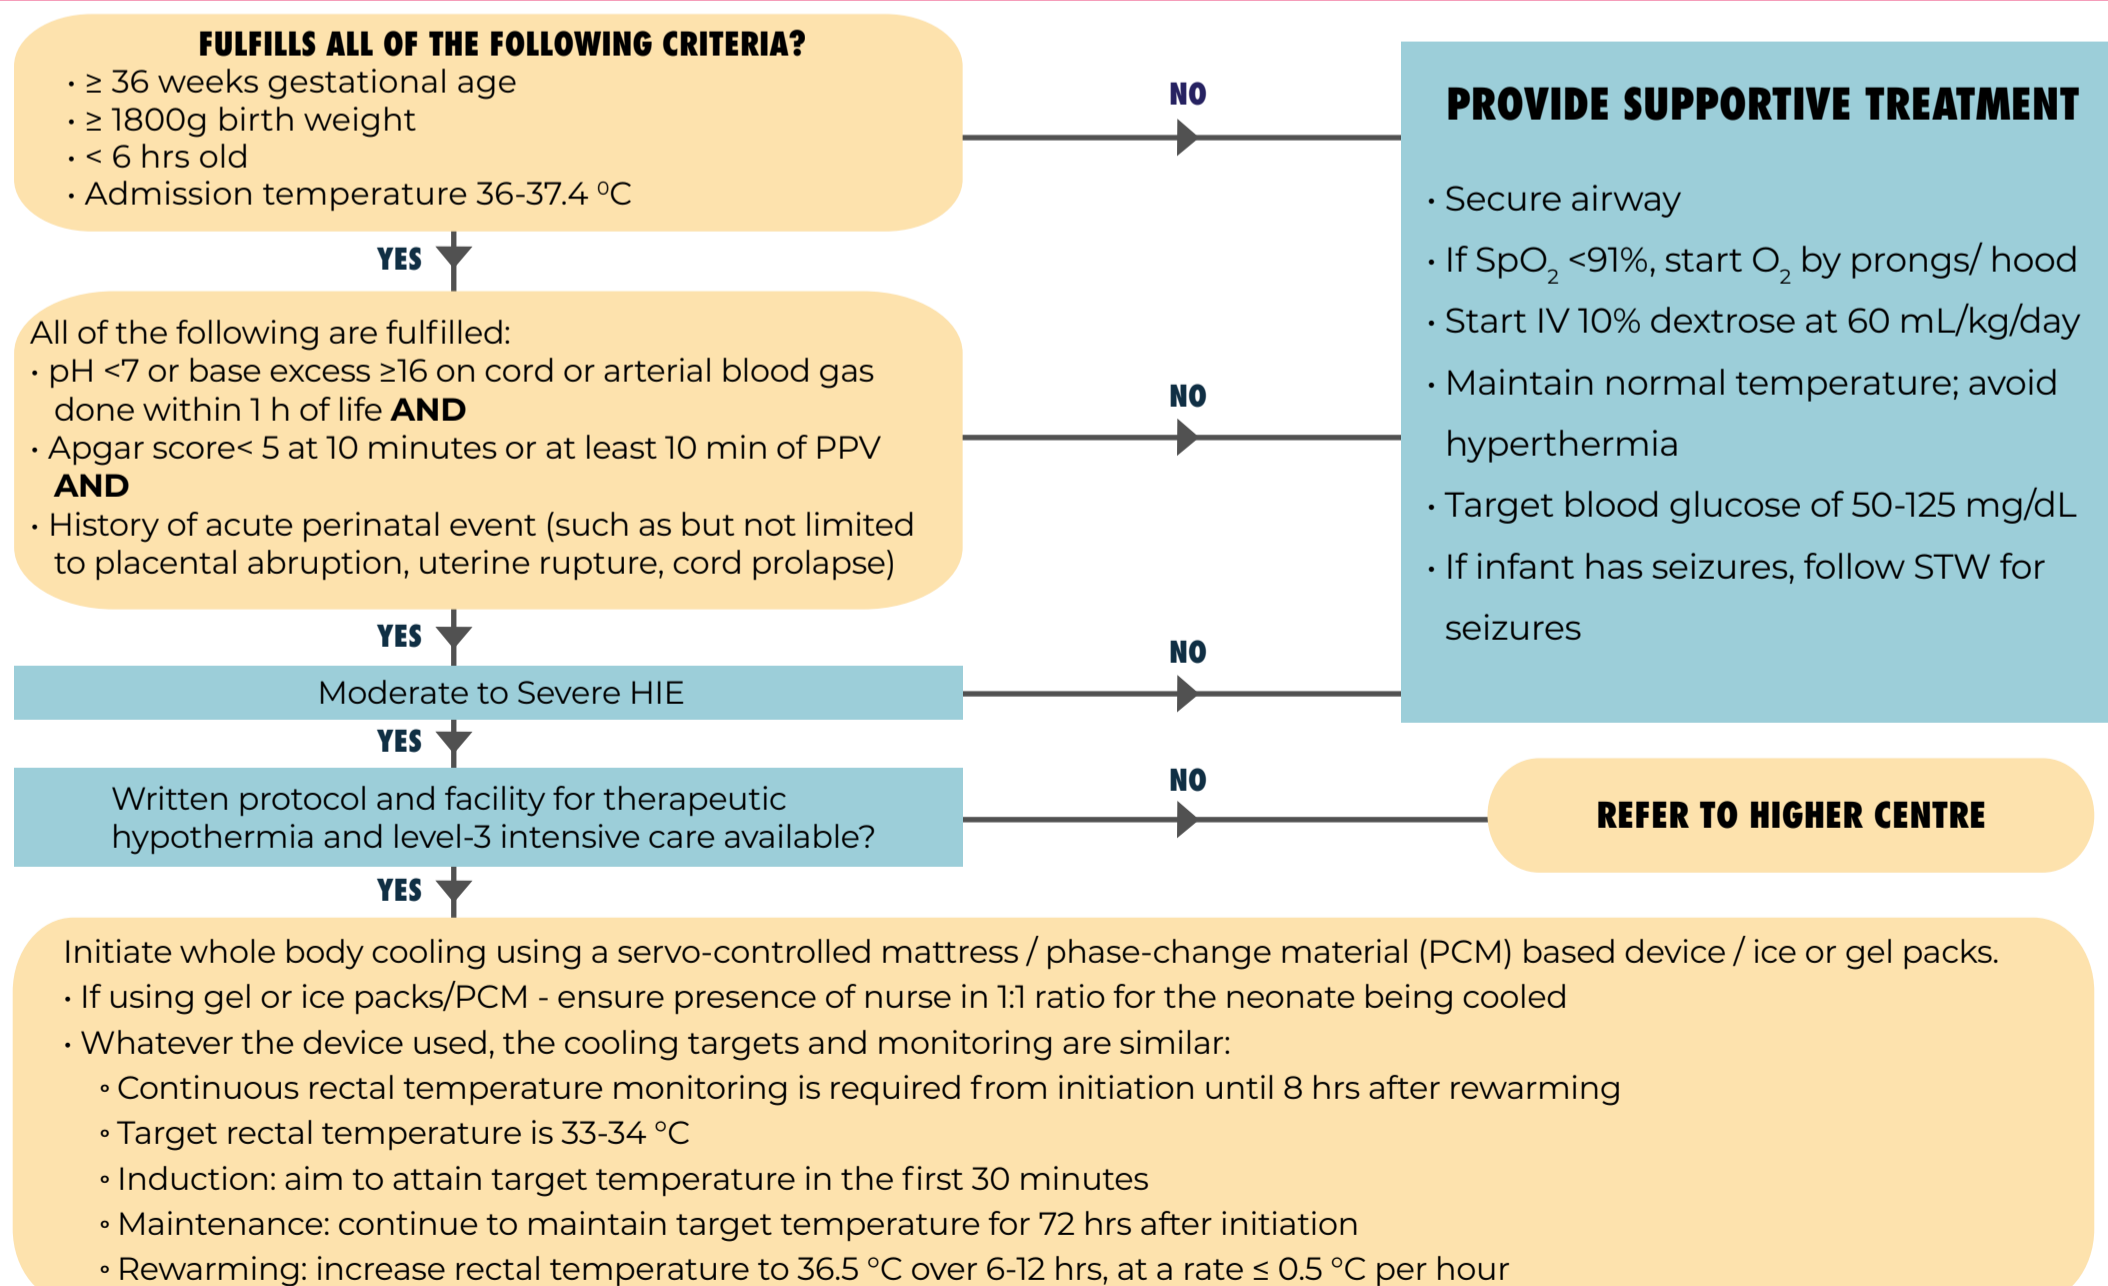 FULFILLS ALL OF THE FOLLOWING CRITERIA?
· ≥ 36 weeks gestational age
· ≥ 1800g birth weight
· < 6 hrs old
· Admission temperature 36-37.4 ⁰C
NO
YES
All of the following are fulfilled:
· pH <7 or base excess ≥16 on cord or arterial blood gas
done within 1 h of life AND
· Apgar score< 5 at 10 minutes or at least 10 min of PPV
AND
· History of acute perinatal event (such as but not limited
to placental abruption, uterine rupture, cord prolapse)
NO
YES
Moderate to Severe HIE
NO
YES
PROVIDE SUPPORTIVE TREATMENT
· Secure airway
· If SpO₂ <91%, start O₂ by prongs/ hood
· Start IV 10% dextrose at 60 mL/kg/day
· Maintain normal temperature; avoid
hyperthermia
· Target blood glucose of 50-125 mg/dL
· If infant has seizures, follow STW for
seizures
Written protocol and facility for therapeutic
hypothermia and level-3 intensive care available?
NO
REFER TO HIGHER CENTRE
YES
Initiate whole body cooling using a servo-controlled mattress / phase-change material (PCM) based device / ice or gel packs.
· If using gel or ice packs/PCM - ensure presence of nurse in 1:1 ratio for the neonate being cooled
· Whatever the device used, the cooling targets and monitoring are similar:
∘ Continuous rectal temperature monitoring is required from initiation until 8 hrs after rewarming
∘ Target rectal temperature is 33-34 °C
∘ Induction: aim to attain target temperature in the first 30 minutes
∘ Maintenance: continue to maintain target temperature for 72 hrs after initiation
∘ Rewarming: increase rectal temperature to 36.5 °C over 6-12 hrs, at a rate ≤ 0.5 °C per hour